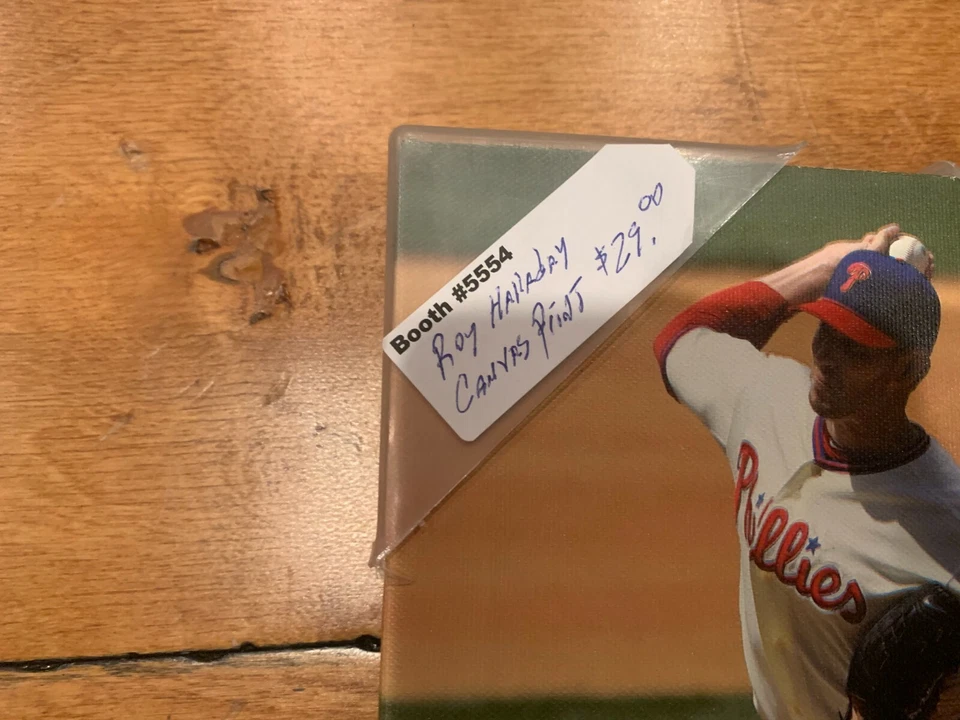 Booth #5554
Roy Halladay $29.00
Canvas Print
P
Phillies